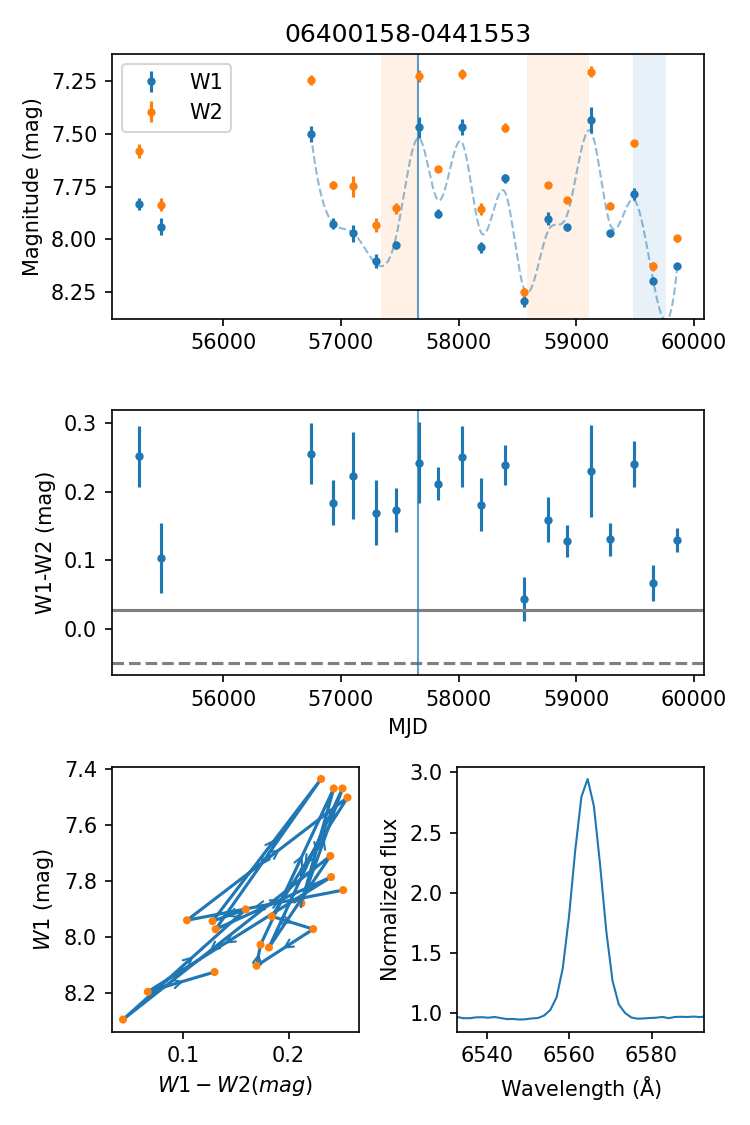 06400158-0441553
W1
W2
Magnitude (mag)
7.25
7.50
7.75
8.00
8.25
56000 57000 58000 59000 60000
W1-W2 (mag)
0.3
0.2
0.1
0.0
56000 57000 58000 59000 60000
MJD
W1 (mag)
7.4
7.6
7.8
8.0
8.2
0.1 0.2
W1 − W2(mag)
Normalized flux
3.0
2.5
2.0
1.5
1.0
6540 6560 6580
Wavelength (Å)